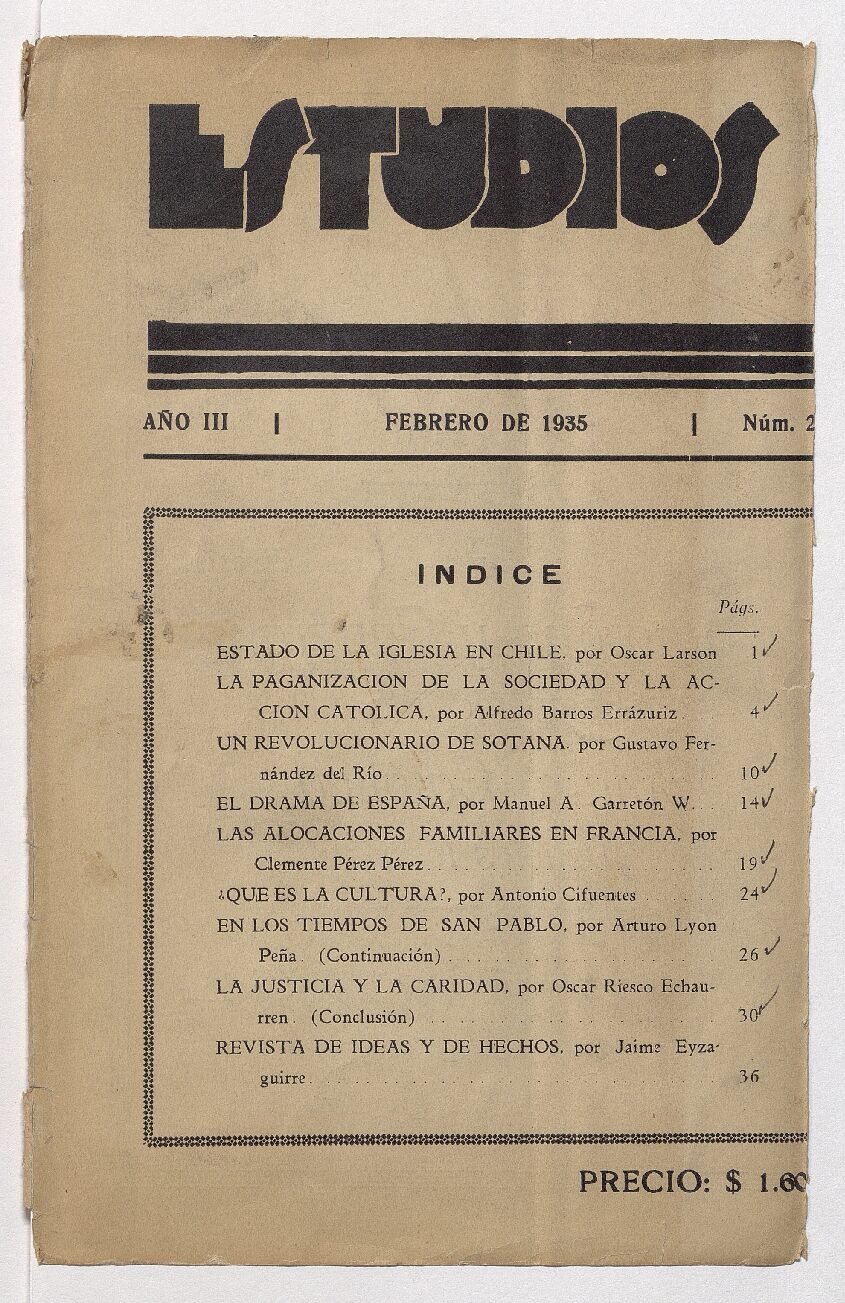 ESTUDIOS
AÑO III | FEBRERO DE 1935 | Núm. 2
INDICE
Págs.
ESTADO DE LA IGLESIA EN CHILE, por Oscar Larson 1
LA PAGANIZACION DE LA SOCIEDAD Y LA AC-
CION CATOLICA, por Alfredo Barros Errázuriz 4
UN REVOLUCIONARIO DE SOTANA, por Gustavo Fer-
nández del Río 10
EL DRAMA DE ESPAÑA, por Manuel A. Garretón W. 14
LAS ALOCACIONES FAMILIARES EN FRANCIA, por
Clemente Pérez Pérez 19
¿QUE ES LA CULTURA?, por Antonio Cifuentes 24
EN LOS TIEMPOS DE SAN PABLO, por Arturo Lyon
Peña. (Continuación) 26
LA JUSTICIA Y LA CARIDAD, por Oscar Riesco Echau-
rren. (Conclusión) 30
REVISTA DE IDEAS Y DE HECHOS, por Jaime Eyza-
guirre 36
PRECIO: $ 1.60